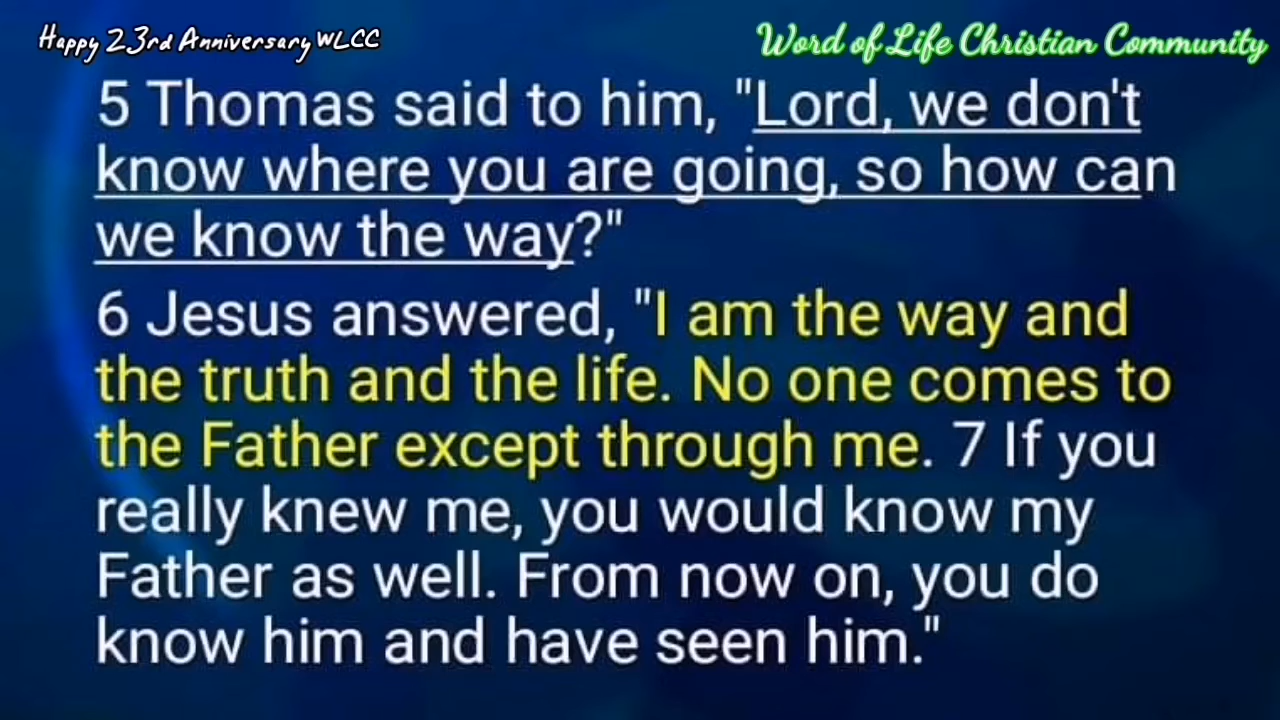 Happy 23rd Anniversary WLCC
Word of Life Christian Community
5 Thomas said to him, "Lord, we don't
know where you are going, so how can
we know the way?"
6 Jesus answered, "I am the way and
the truth and the life. No one comes to
the Father except through me. 7 If you
really knew me, you would know my
Father as well. From now on, you do
know him and have seen him."